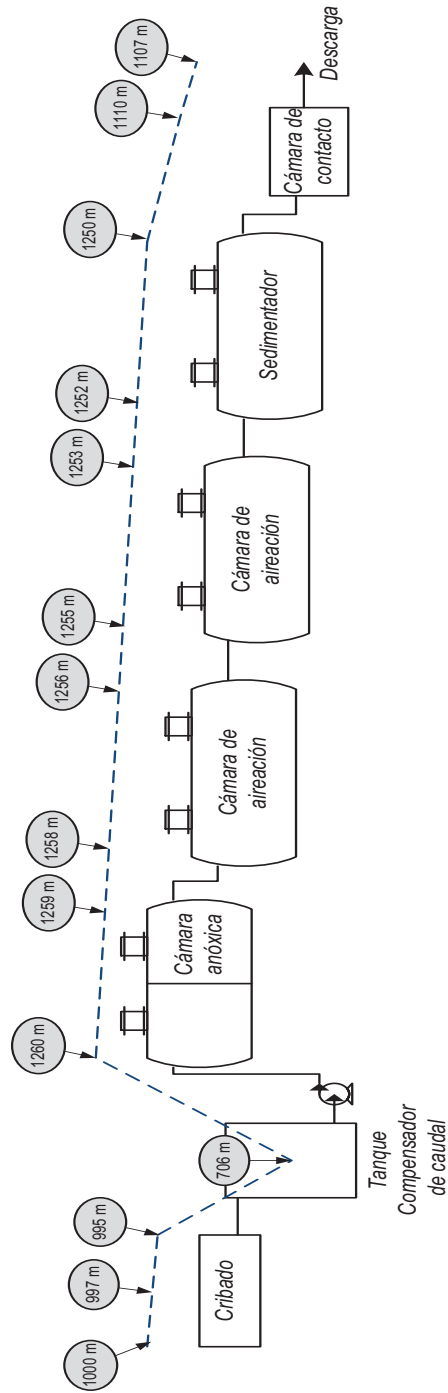 1000 m
997 m
995 m
706 m
1260 m
1259 m
1258 m
1256 m
1255 m
1253 m
1252 m
1250 m
1110 m
1107 m
Cribado
Tanque
Compensador
de caudal
Cámara
anóxica
Cámara de
aireación
Cámara de
aireación
Sedimentador
Cámara de
contacto
Descarga